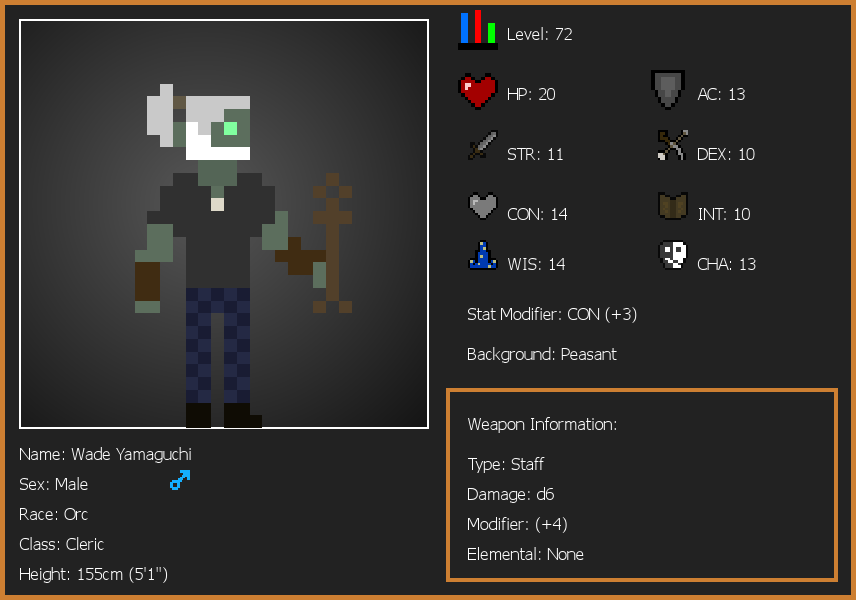 Level: 72
HP: 20
AC: 13
STR: 11
DEX: 10
CON: 14
INT: 10
WIS: 14
CHA: 13
Stat Modifier: CON (+3)
Background: Peasant
Weapon Information:
Type: Staff
Damage: d6
Modifier: (+4)
Elemental: None
Name: Wade Yamaguchi
Sex: Male
Race: Orc
Class: Cleric
Height: 155cm (5'1")